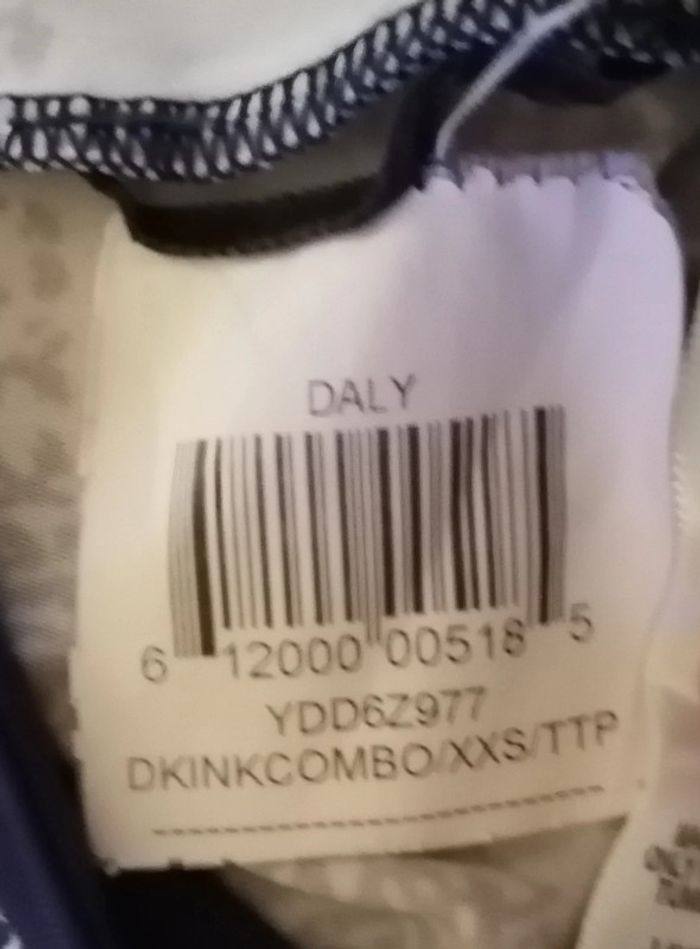 DALY
6 12000 00518 5
YDD6Z977
DKINKCOMBO/XXS/TTP